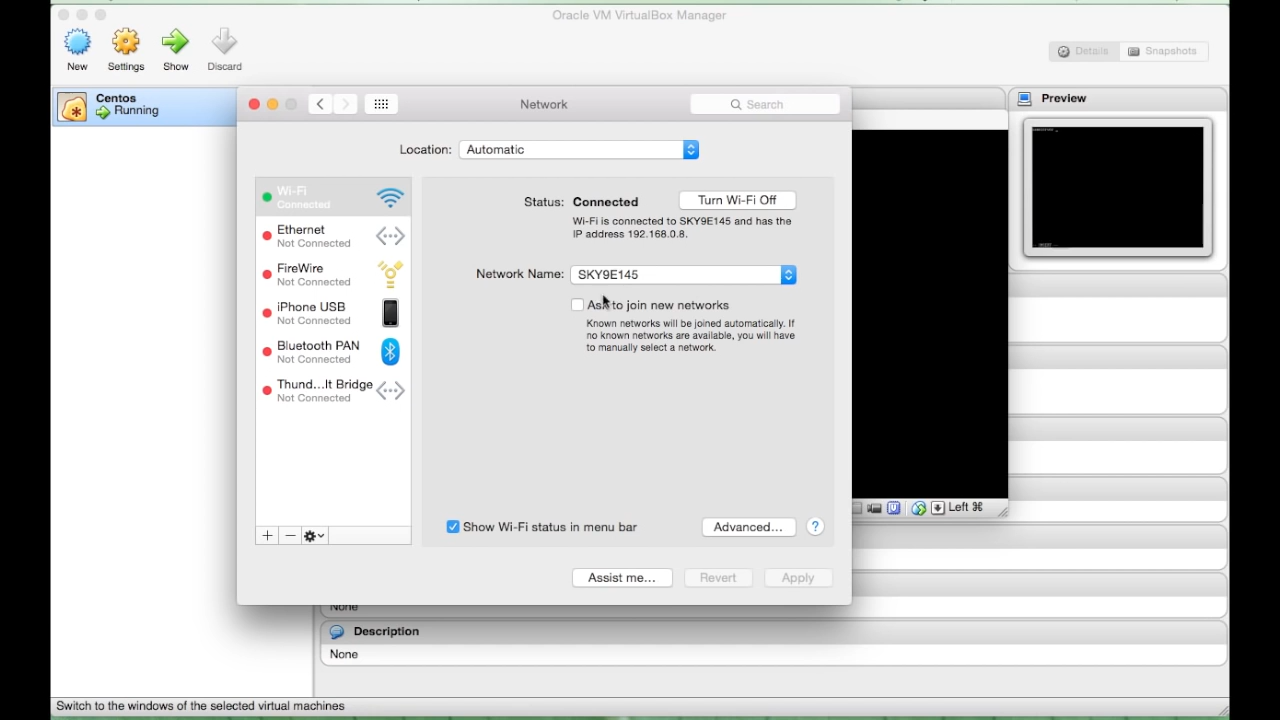 Oracle VM VirtualBox Manager
New
Settings
Show
Discard
Details
Snapshots
Centos
Running
Network
Search
Preview
Location:
Automatic
Wi-Fi
Connected
Ethernet
Not Connected
FireWire
Not Connected
iPhone USB
Not Connected
Bluetooth PAN
Not Connected
Thund...lt Bridge
Not Connected
Status: Connected
Turn Wi-Fi Off
Wi-Fi is connected to SKY9E145 and has the
IP address 192.168.0.8.
Network Name:
SKY9E145
Ask to join new networks
Known networks will be joined automatically. If
no known networks are available, you will have
to manually select a network.
Show Wi-Fi status in menu bar
Advanced...
?
Left ⌘
Assist me...
Revert
Apply
None
Description
None
Switch to the windows of the selected virtual machines